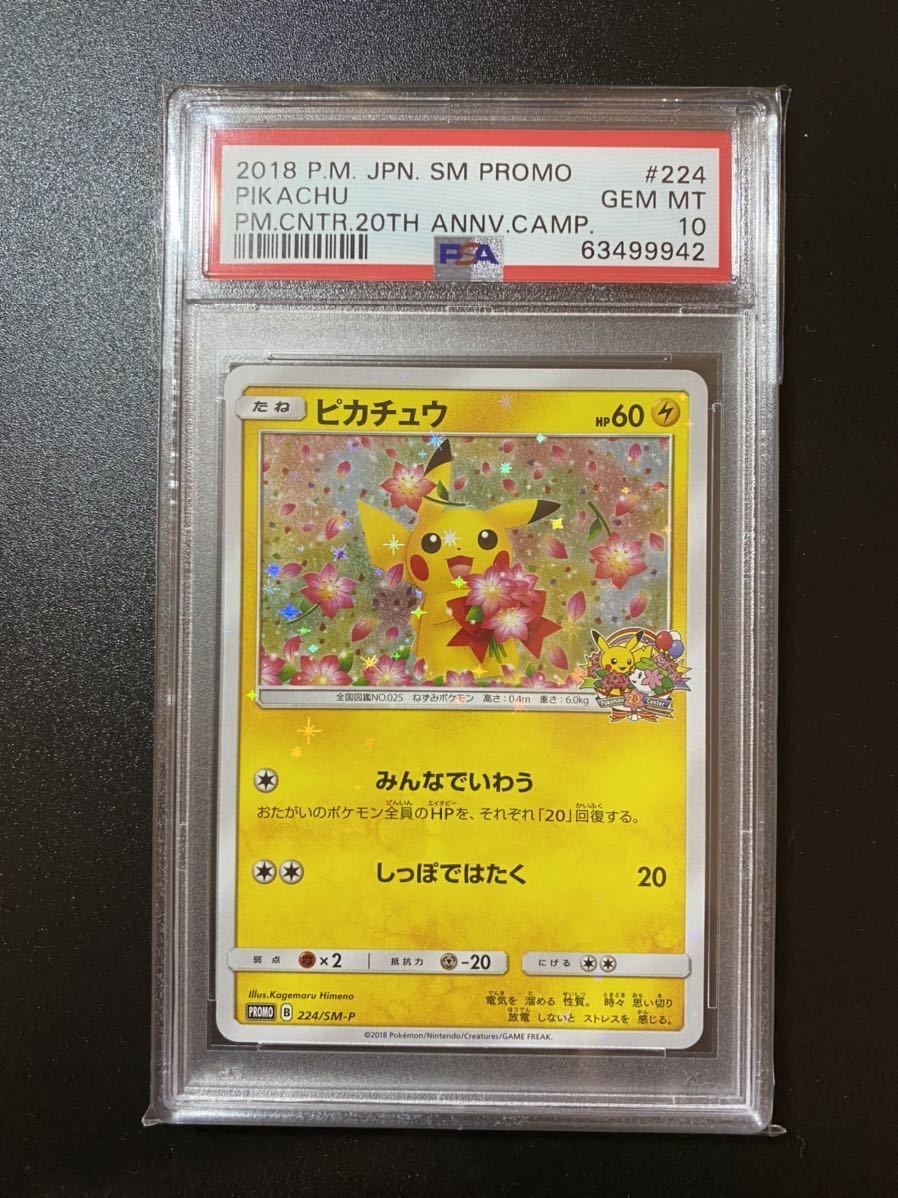 2018 P.M. JPN. SM PROMO #224
PIKACHU GEM MT
PM.CNTR.20TH ANNV.CAMP. 10
PSA 63499942
たね ピカチュウ HP60
Pokémon 20 Center
全国図鑑NO.025 ねずみポケモン 高さ:0.4m 重さ:6.0kg
みんなでいわう
おたがいのポケモン全員のHPを、それぞれ「20」回復する。
しっぽではたく 20
弱点 ×2 抵抗力 -20 にげる
Illus.Kagemaru Himeno
PROMO B 224/SM-P
電気を 溜める 性質。 時々 思い切り
放電 しないと ストレスを 感じる。
©2018 Pokémon/Nintendo/Creatures/GAME FREAK.